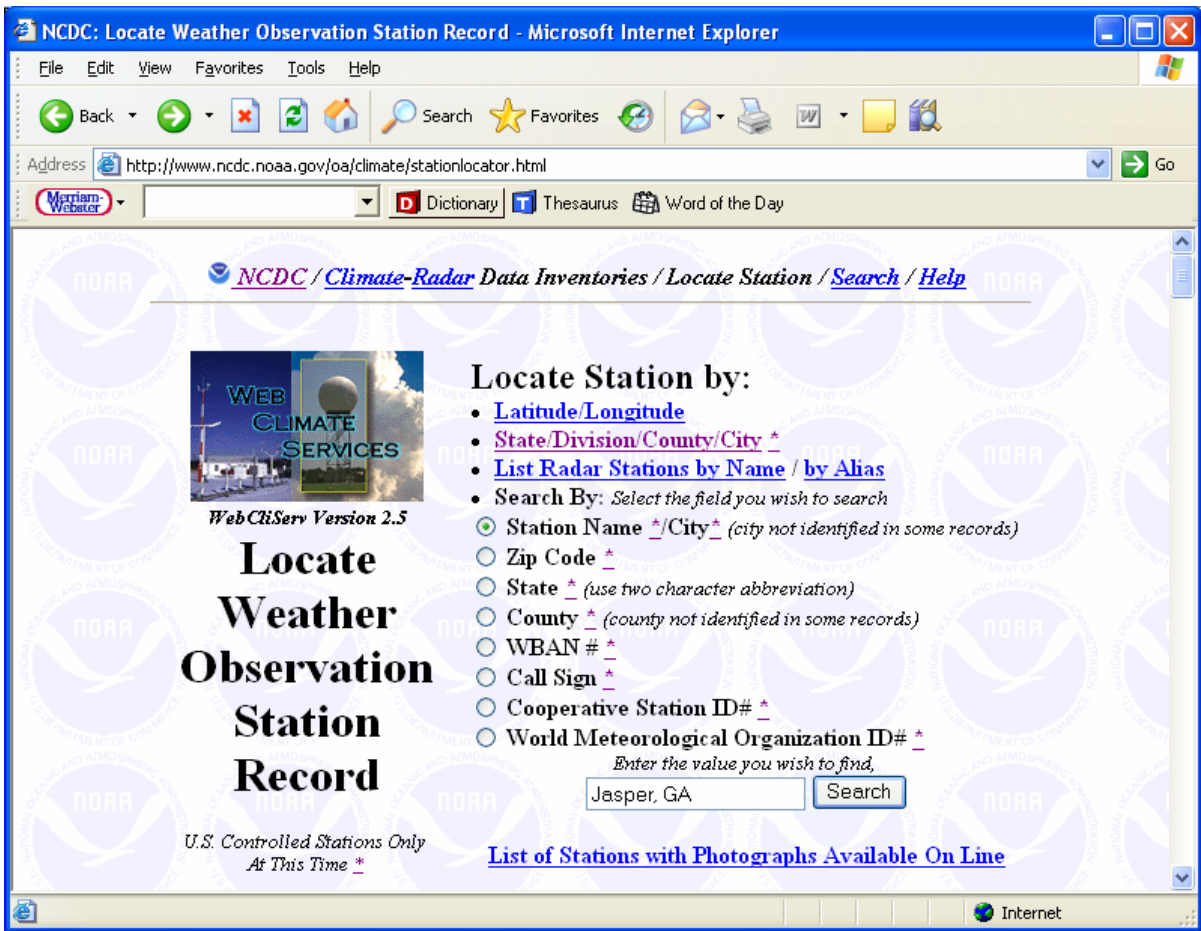 NCDC: Locate Weather Observation Station Record - Microsoft Internet Explorer
File Edit View Favorites Tools Help
Back Search Favorites W
Address http://www.ncdc.noaa.gov/oa/climate/stationlocator.html Go
Merriam-Webster D Dictionary T Thesaurus Word of the Day
NCDC / Climate-Radar Data Inventories / Locate Station / Search / Help
WEB
CLIMATE
SERVICES
WebCliServ Version 2.5
Locate
Weather
Observation
Station
Record
U.S. Controlled Stations Only
At This Time *
Locate Station by:
• Latitude/Longitude
• State/Division/County/City *
• List Radar Stations by Name / by Alias
• Search By: Select the field you wish to search
Station Name */City* (city not identified in some records)
Zip Code *
State * (use two character abbreviation)
County * (county not identified in some records)
WBAN # *
Call Sign *
Cooperative Station ID# *
World Meteorological Organization ID# *
Enter the value you wish to find,
Jasper, GA Search
List of Stations with Photographs Available On Line
Internet